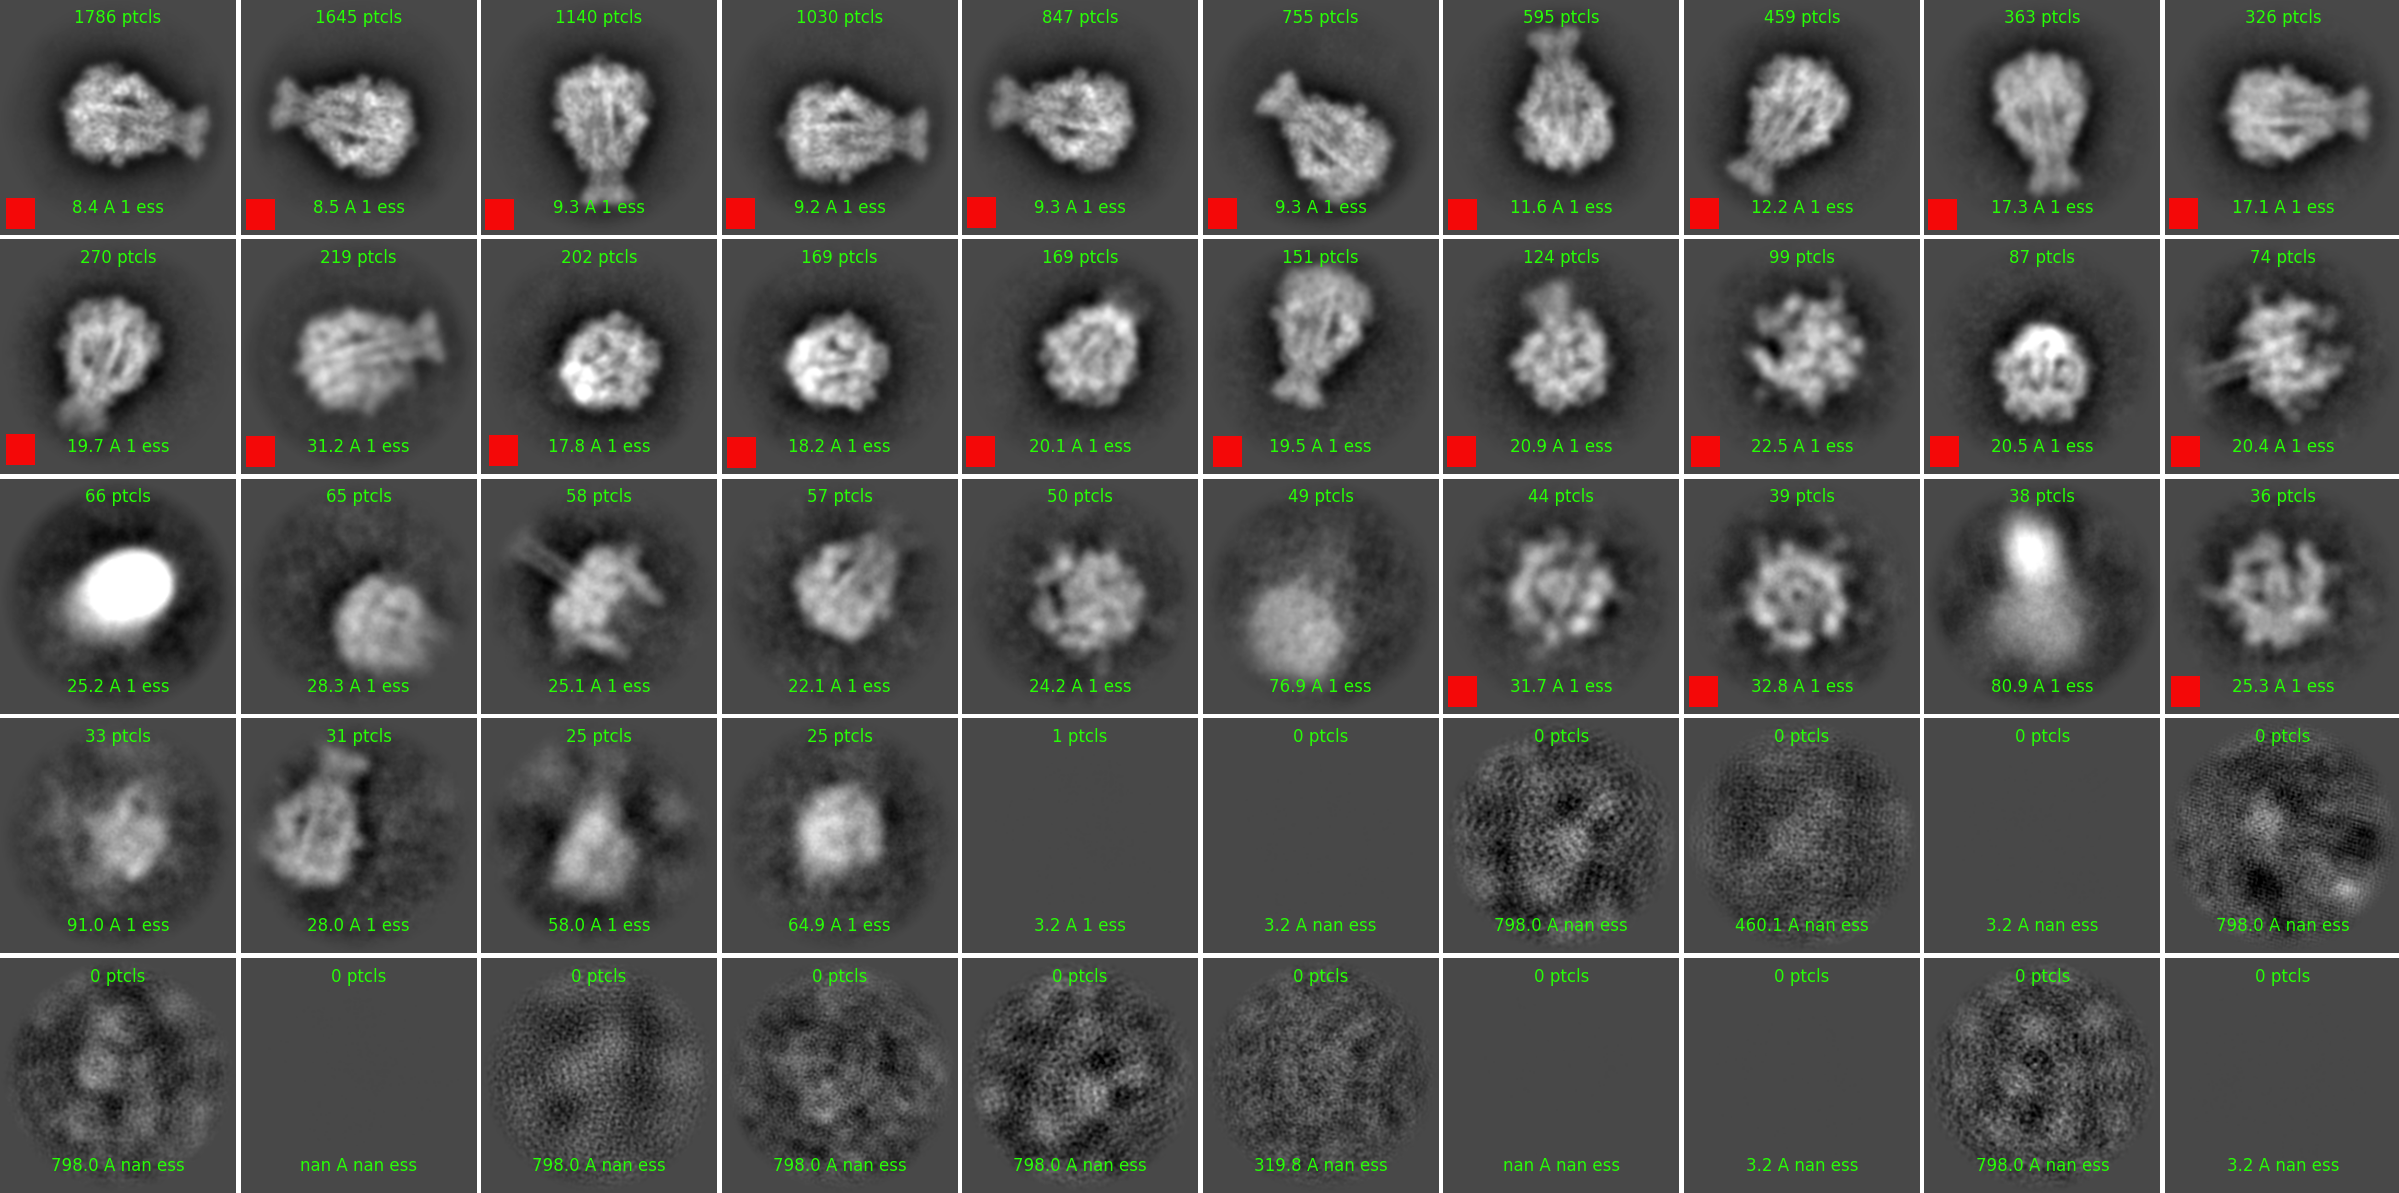 1786 ptcls
1645 ptcls
1140 ptcls
1030 ptcls
847 ptcls
755 ptcls
595 ptcls
459 ptcls
363 ptcls
326 ptcls
8.4 A 1 ess
8.5 A 1 ess
9.3 A 1 ess
9.2 A 1 ess
9.3 A 1 ess
9.3 A 1 ess
11.6 A 1 ess
12.2 A 1 ess
17.3 A 1 ess
17.1 A 1 ess
270 ptcls
219 ptcls
202 ptcls
169 ptcls
169 ptcls
151 ptcls
124 ptcls
99 ptcls
87 ptcls
74 ptcls
19.7 A 1 ess
31.2 A 1 ess
17.8 A 1 ess
18.2 A 1 ess
20.1 A 1 ess
19.5 A 1 ess
20.9 A 1 ess
22.5 A 1 ess
20.5 A 1 ess
20.4 A 1 ess
66 ptcls
65 ptcls
58 ptcls
57 ptcls
50 ptcls
49 ptcls
44 ptcls
39 ptcls
38 ptcls
36 ptcls
25.2 A 1 ess
28.3 A 1 ess
25.1 A 1 ess
22.1 A 1 ess
24.2 A 1 ess
76.9 A 1 ess
31.7 A 1 ess
32.8 A 1 ess
80.9 A 1 ess
25.3 A 1 ess
33 ptcls
31 ptcls
25 ptcls
25 ptcls
1 ptcls
0 ptcls
0 ptcls
0 ptcls
0 ptcls
0 ptcls
91.0 A 1 ess
28.0 A 1 ess
58.0 A 1 ess
64.9 A 1 ess
3.2 A 1 ess
3.2 A nan ess
798.0 A nan ess
460.1 A nan ess
3.2 A nan ess
798.0 A nan ess
0 ptcls
0 ptcls
0 ptcls
0 ptcls
0 ptcls
0 ptcls
0 ptcls
0 ptcls
0 ptcls
0 ptcls
798.0 A nan ess
nan A nan ess
798.0 A nan ess
798.0 A nan ess
798.0 A nan ess
319.8 A nan ess
nan A nan ess
3.2 A nan ess
798.0 A nan ess
3.2 A nan ess